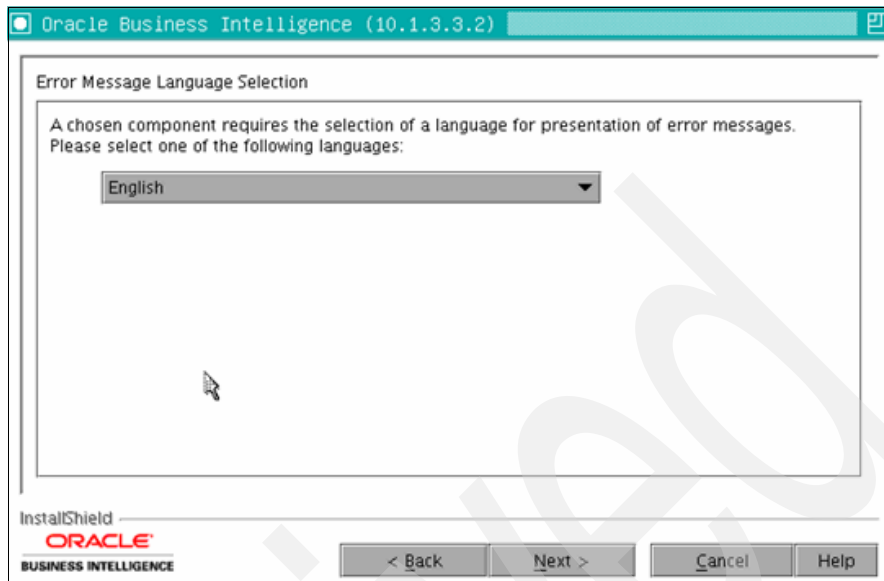 Oracle Business Intelligence (10.1.3.3.2)
Error Message Language Selection
A chosen component requires the selection of a language for presentation of error messages.
Please select one of the following languages:
English
InstallShield
ORACLE
BUSINESS INTELLIGENCE
< Back
Next >
Cancel
Help